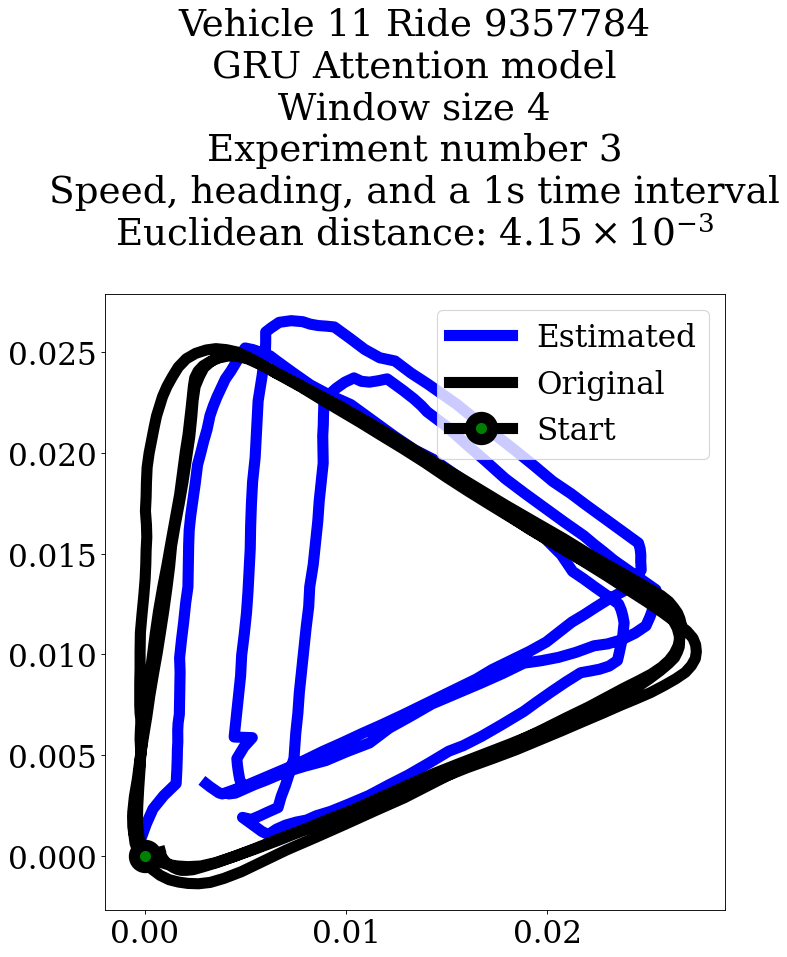 Vehicle 11 Ride 9357784
GRU Attention model
Window size 4
Experiment number 3
Speed, heading, and a 1s time interval
Euclidean distance: 4.15 × 10⁻³
Estimated
Original
Start
0.025
0.020
0.015
0.010
0.005
0.000
0.00 0.01 0.02